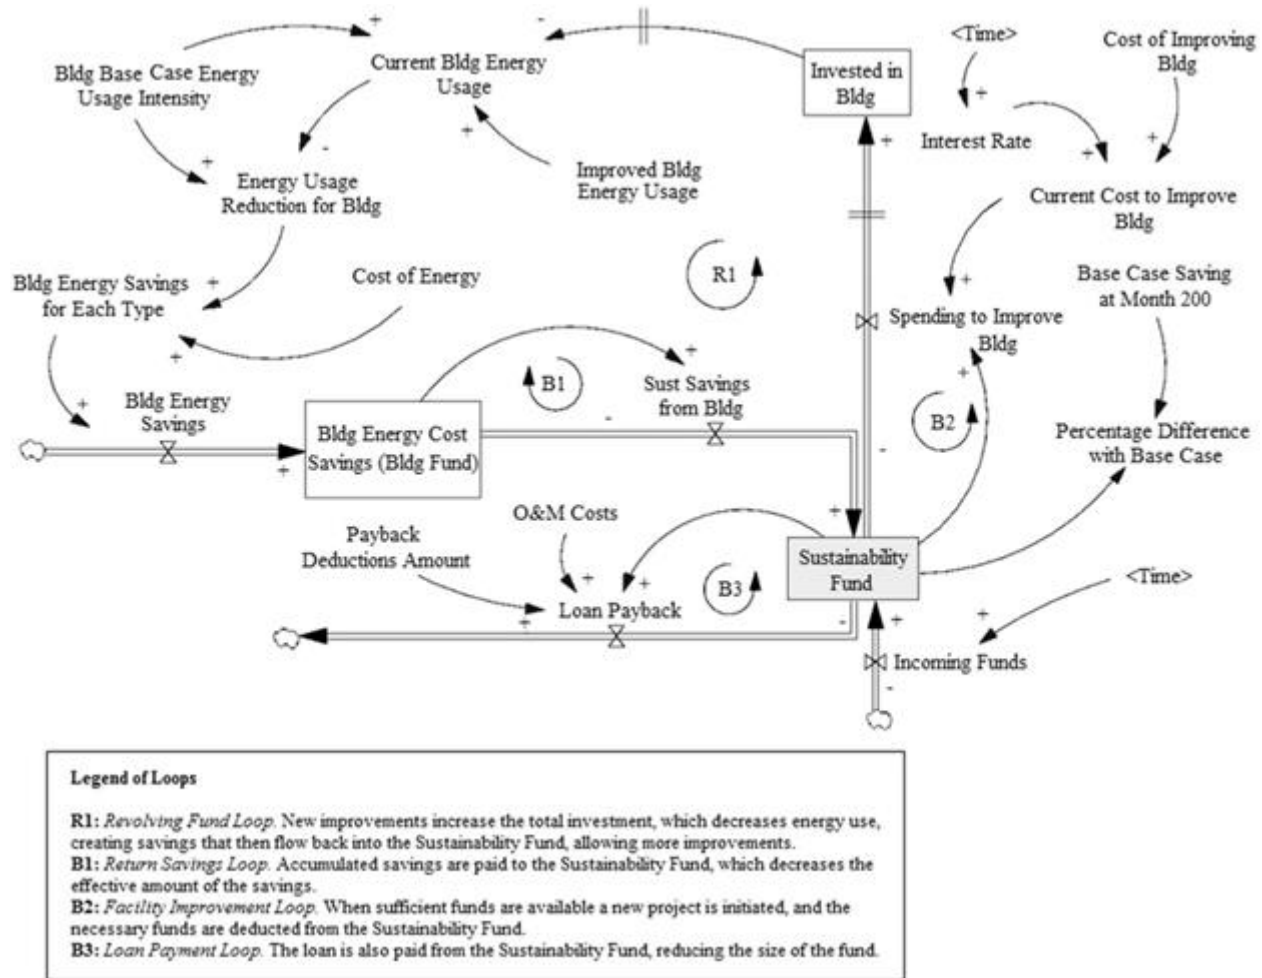 Bldg Base Case Energy
Usage Intensity
+
-
Current Bldg Energy
Usage
+
Invested in
Bldg
<Time>
Cost of Improving
Bldg
+
Interest Rate
+
+
+
Current Cost to Improve
Bldg
+
-
Energy Usage
Reduction for Bldg
Improved Bldg
Energy Usage
R1
Bldg Energy Savings
for Each Type
+
+
Cost of Energy
+
Spending to Improve
Bldg
+
Base Case Saving
at Month 200
+
Bldg Energy
Savings
+
Bldg Energy Cost
Savings (Bldg Fund)
B1
+
Sust Savings
from Bldg
-
B2
-
Percentage Difference
with Base Case
Payback
Deductions Amount
O&M Costs
+
+
Loan Payback
+
B3
+
Sustainability
Fund
-
+
<Time>
+
Incoming Funds
-
Legend of Loops
R1: Revolving Fund Loop. New improvements increase the total investment, which decreases energy use,
creating savings that then flow back into the Sustainability Fund, allowing more improvements.
B1: Return Savings Loop. Accumulated savings are paid to the Sustainability Fund, which decreases the
effective amount of the savings.
B2: Facility Improvement Loop. When sufficient funds are available a new project is initiated, and the
necessary funds are deducted from the Sustainability Fund.
B3: Loan Payment Loop. The loan is also paid from the Sustainability Fund, reducing the size of the fund.